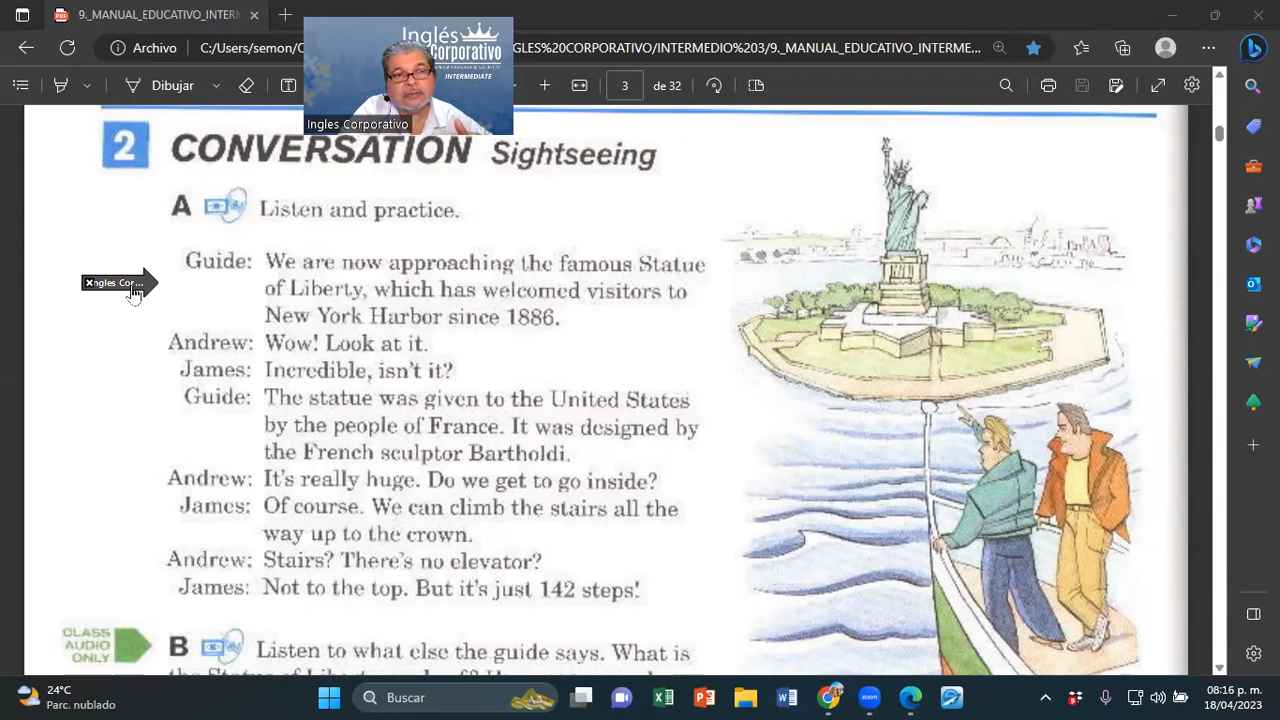 9._MANUAL_EDUCATIVO_INTERMEDI
Archivo
C:/Users/semon/C
GLES%20CORPORATIVO/INTERMEDIO%203/9._MANUAL_EDUCATIVO_INTERME...
Inglés
Corporativo
INTERMEDIATE
Ingles Corporativo
Dibujar
3
de 32
2 CONVERSATION Sightseeing
A Listen and practice.
Guide: We are now approaching the famous Statue
of Liberty, which has welcomed visitors to
New York Harbor since 1886.
Andrew: Wow! Look at it.
James: Incredible, isn't it?
Guide: The statue was given to the United States
by the people of France. It was designed by
the French sculptor Bartholdi.
Andrew: It's really huge. Do we get to go inside?
James: Of course. We can climb the stairs all the
way up to the crown.
Andrew: Stairs? There's no elevator?
James: Not to the top. But it's just 142 steps!
ngles Cor...
CLASS
AUDIO
ONLY
B Listen to what else the guide says. What is
24°C
Parc. nublado
Buscar
08:16 p. m.
18/04/2023